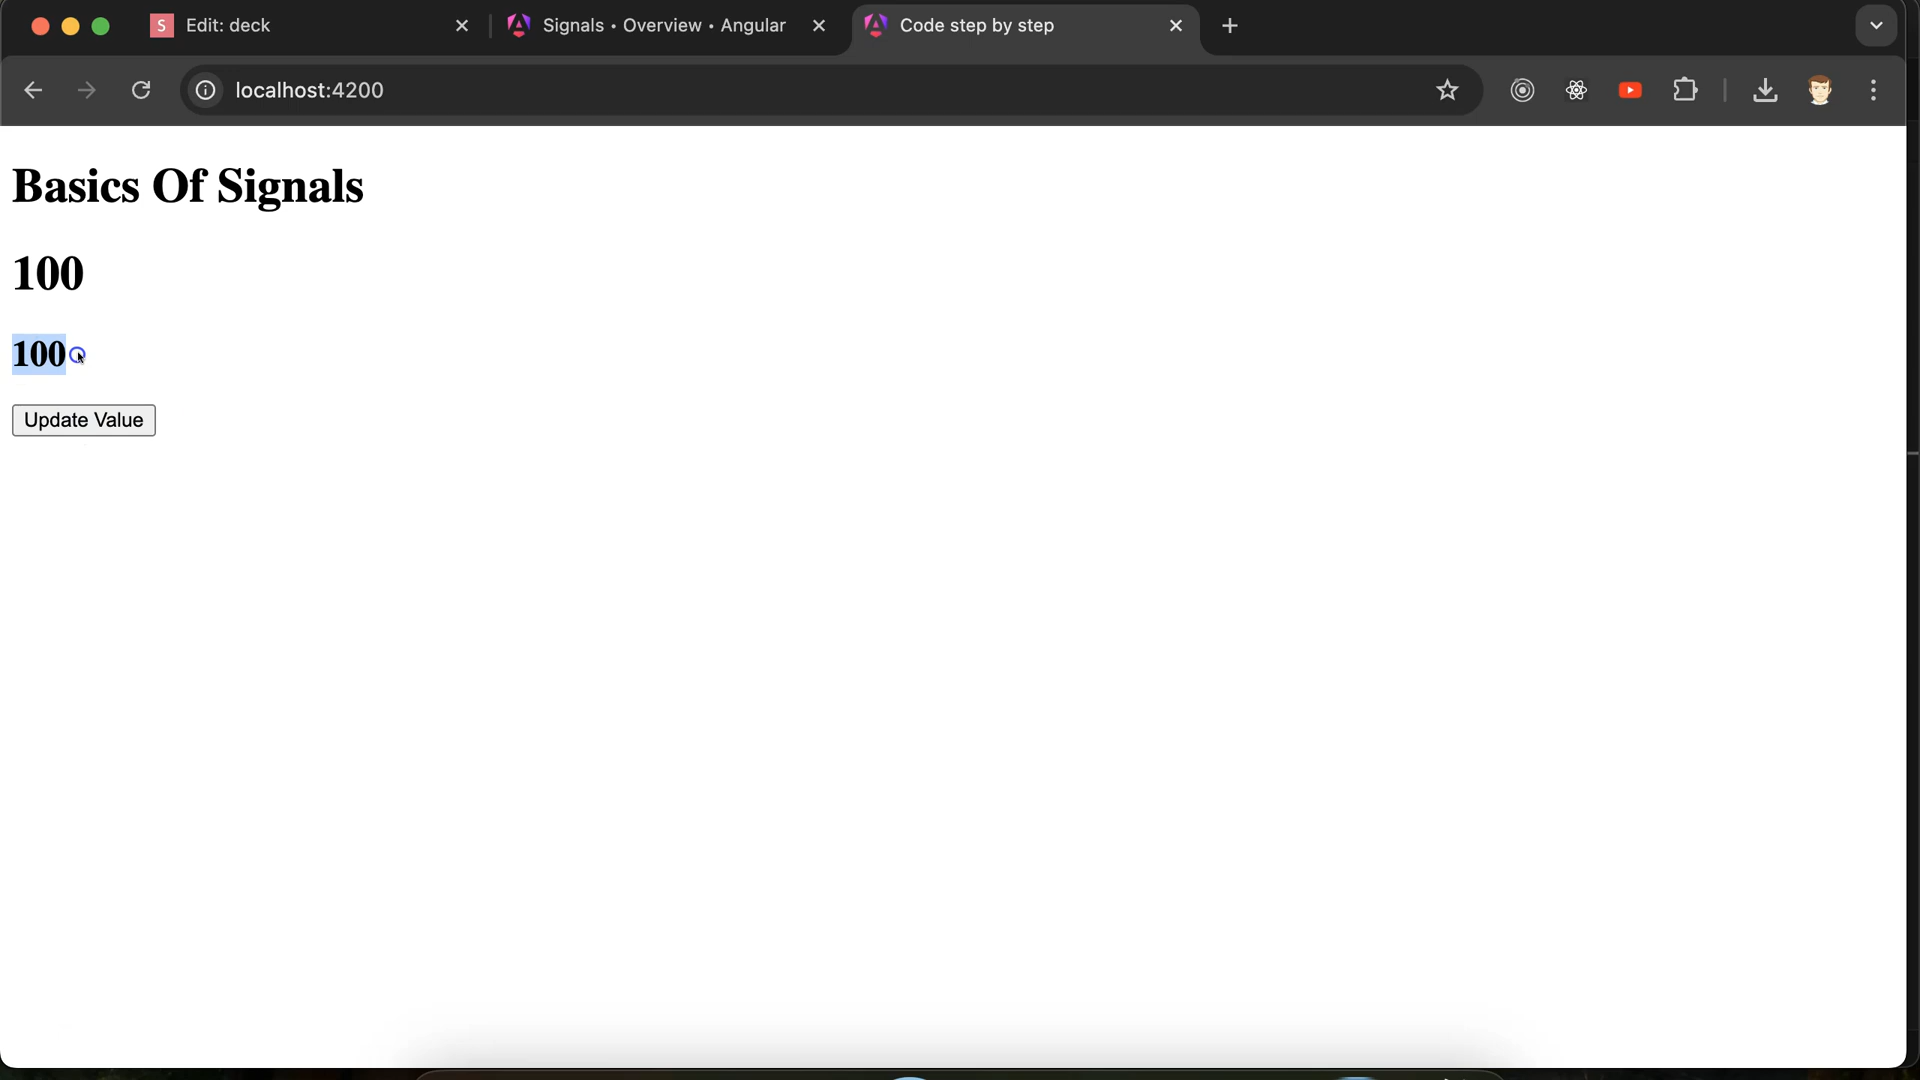 S Edit: deck
Signals • Overview • Angular
Code step by step
localhost:4200
Basics Of Signals
100
100
Update Value